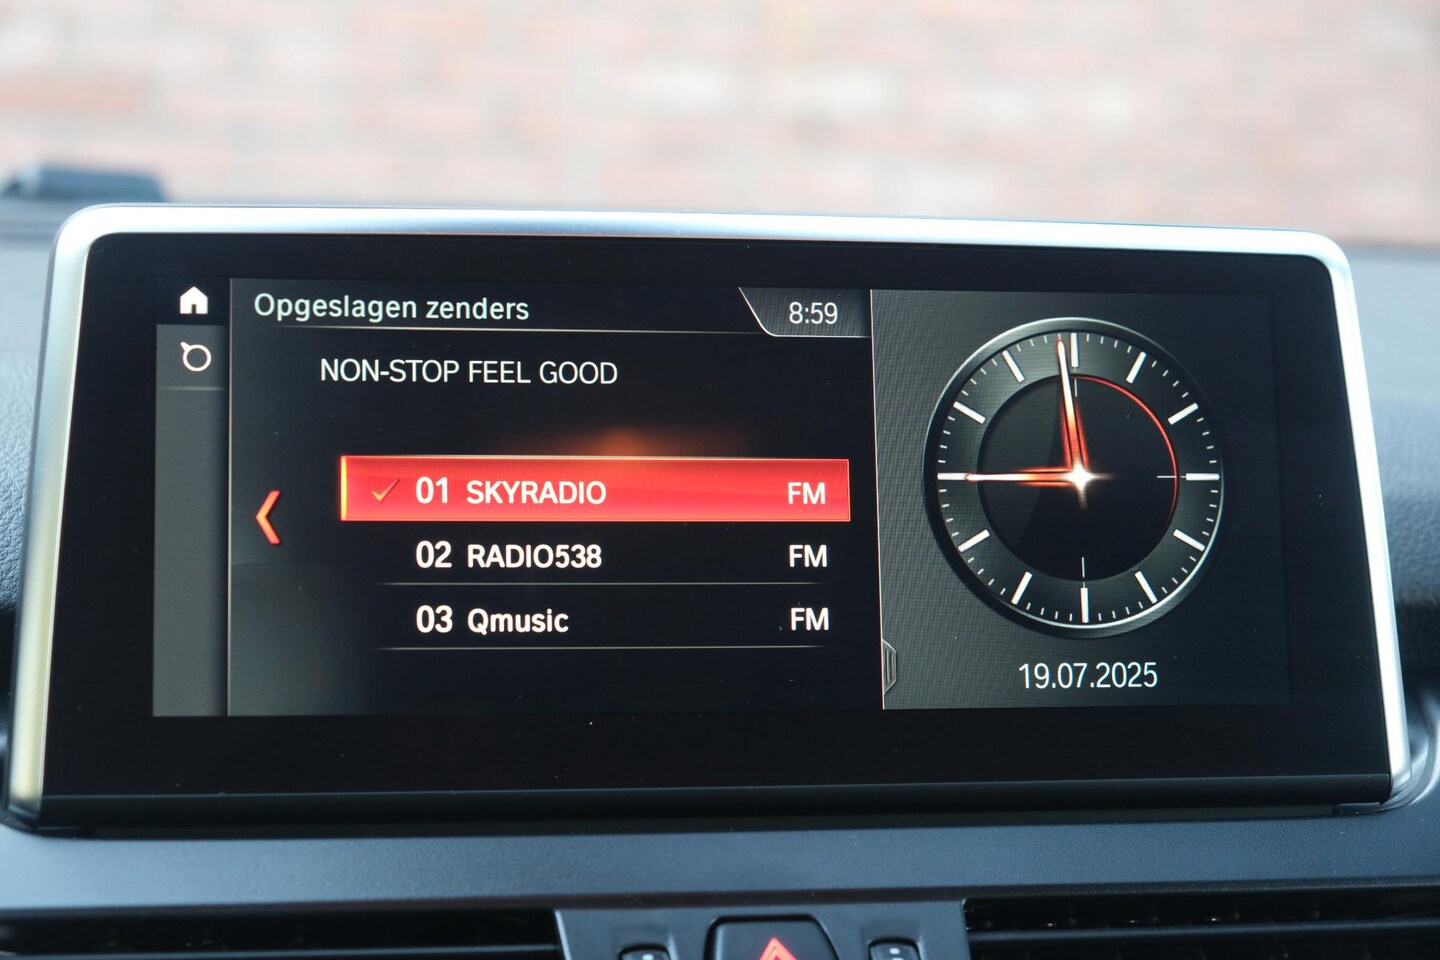 Opgeslagen zenders
8:59
NON-STOP FEEL GOOD
01 SKYRADIO FM
02 RADIO538 FM
03 Qmusic FM
19.07.2025